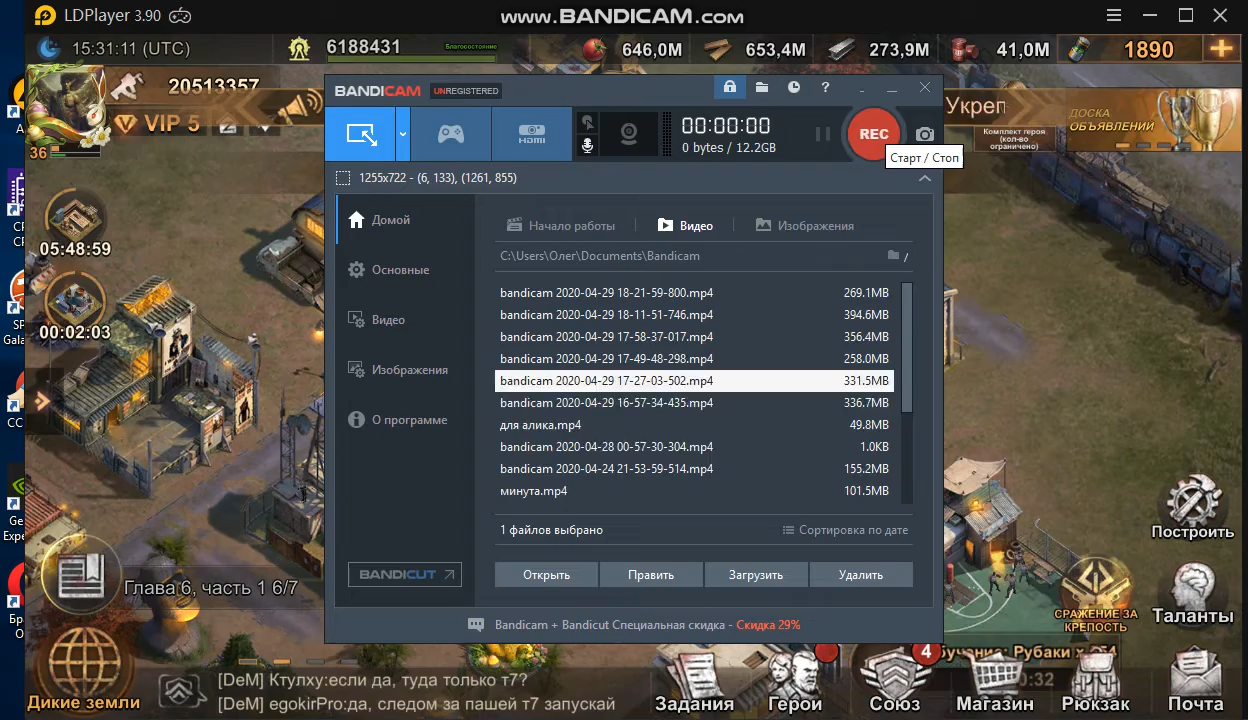 LDPlayer 3.90
www.BANDICAM.com
15:31:11 (UTC)
6188431
Благосостояние
646,0M
653,4M
273,9M
41,0M
1890
20513357
VIP 5
36
Укреп
Комплект героя
(кол-во
ограничено)
ДОСКА
ОБЪЯВЛЕНИЙ
BANDICAM UNREGISTERED
HDMI
00:00:00
0 bytes / 12.2GB
REC
Старт / Стоп
1255x722 - (6, 133), (1261, 855)
Домой
Основные
Видео
Изображения
О программе
BANDICUT
Начало работы
Видео
Изображения
C:\Users\Олег\Documents\Bandicam
/
bandicam 2020-04-29 18-21-59-800.mp4 269.1MB
bandicam 2020-04-29 18-11-51-746.mp4 394.6MB
bandicam 2020-04-29 17-58-37-017.mp4 356.4MB
bandicam 2020-04-29 17-49-48-298.mp4 258.0MB
bandicam 2020-04-29 17-27-03-502.mp4 331.5MB
bandicam 2020-04-29 16-57-34-435.mp4 336.7MB
для алика.mp4 49.8MB
bandicam 2020-04-28 00-57-30-304.mp4 1.0KB
bandicam 2020-04-24 21-53-59-514.mp4 155.2MB
минута.mp4 101.5MB
1 файлов выбрано
Сортировка по дате
Открыть
Править
Загрузить
Удалить
Bandicam + Bandicut Специальная скидка - Скидка 29%
05:48:59
00:02:03
Глава 6, часть 1 6/7
Дикие земли
[DeM] Ктулху:если да, туда только т7?
[DeM] egokirPro:да, следом за пашей т7 запускай
Построить
Таланты
СРАЖЕНИЕ ЗА
КРЕПОСТЬ
4
Задания
Герои
Союз
Магазин
Рюкзак
Почта